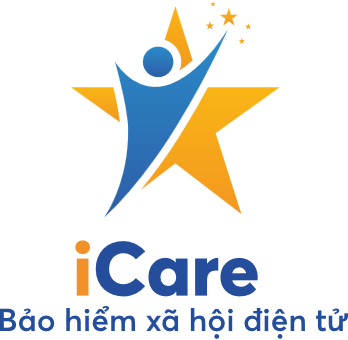 iCare
Bảo hiểm xã hội điện tử